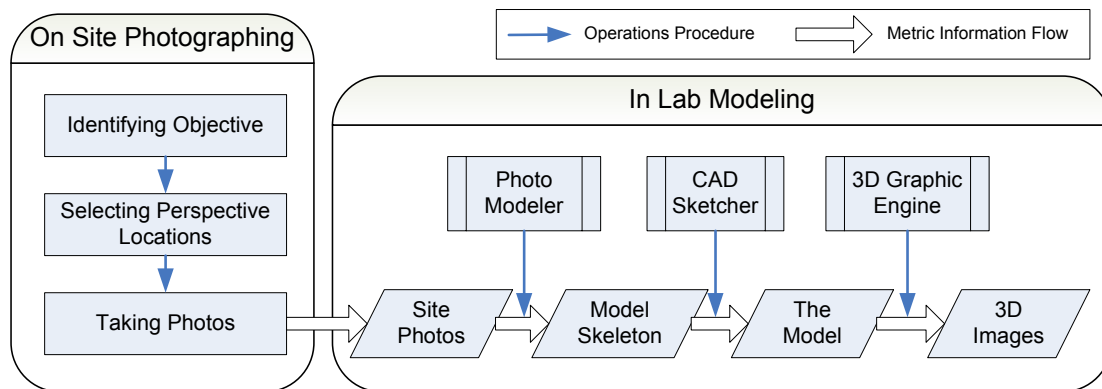 On Site Photographing
Operations Procedure
Metric Information Flow
Identifying Objective
Selecting Perspective
Locations
Taking Photos
In Lab Modeling
Photo
Modeler
CAD
Sketcher
3D Graphic
Engine
Site
Photos
Model
Skeleton
The
Model
3D
Images